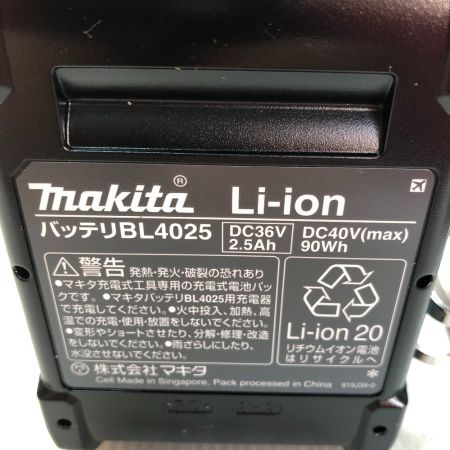 makita® Li-ion
バッテリBL4025
DC36V
2.5Ah
DC40V(max)
90Wh
警告 発熱・発火・破裂の恐れあり
●マキタ充電式工具専用の充電式電池パッ
クです。●マキタバッテリBL4025用充電器
で充電してください。●火中投入、加熱、高
温での充電・使用・放置をしないでください。
●変形やショートさせたり、分解・修理・改造
をしないでください。●雨ざらしにしたり、
水没させないでください。
Li-ion 20
リチウムイオン電池
はリサイクルへ
株式会社 マキタ
Cell Made in Singapore. Pack processed in China
819J39-0